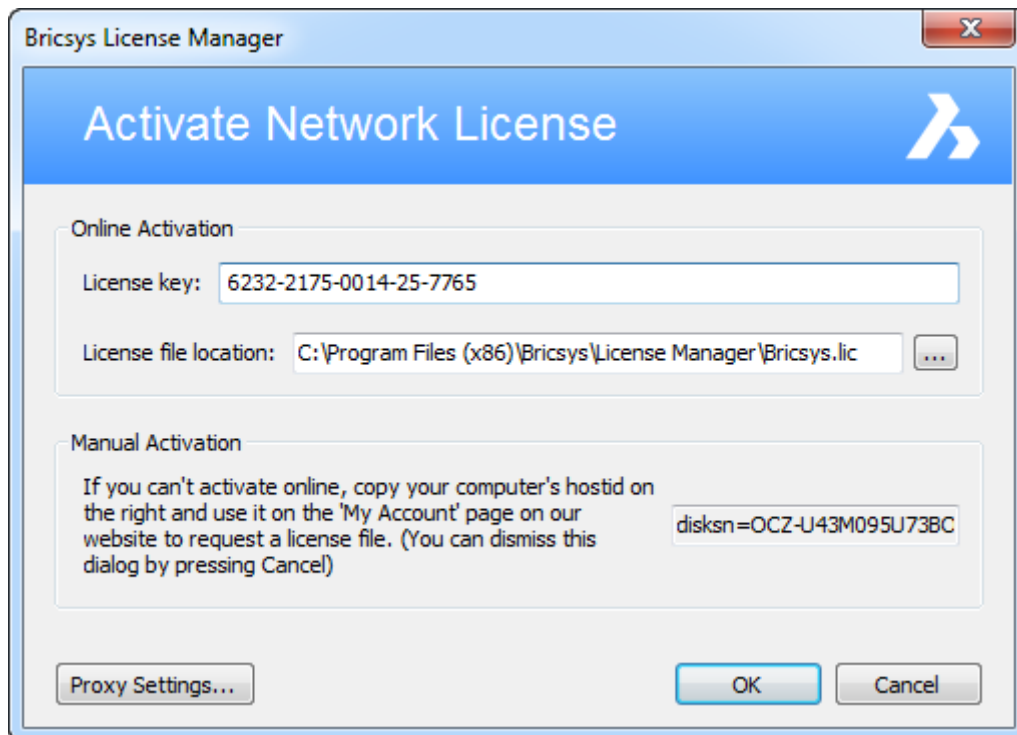 Bricsys License Manager
Activate Network License
Online Activation
License key: 6232-2175-0014-25-7765
License file location: C:\Program Files (x86)\Bricsys\License Manager\Bricsys.lic ...
Manual Activation
If you can't activate online, copy your computer's hostid on
the right and use it on the 'My Account' page on our
website to request a license file. (You can dismiss this
dialog by pressing Cancel)
disksn=OCZ-U43M095U73BC
Proxy Settings... OK Cancel